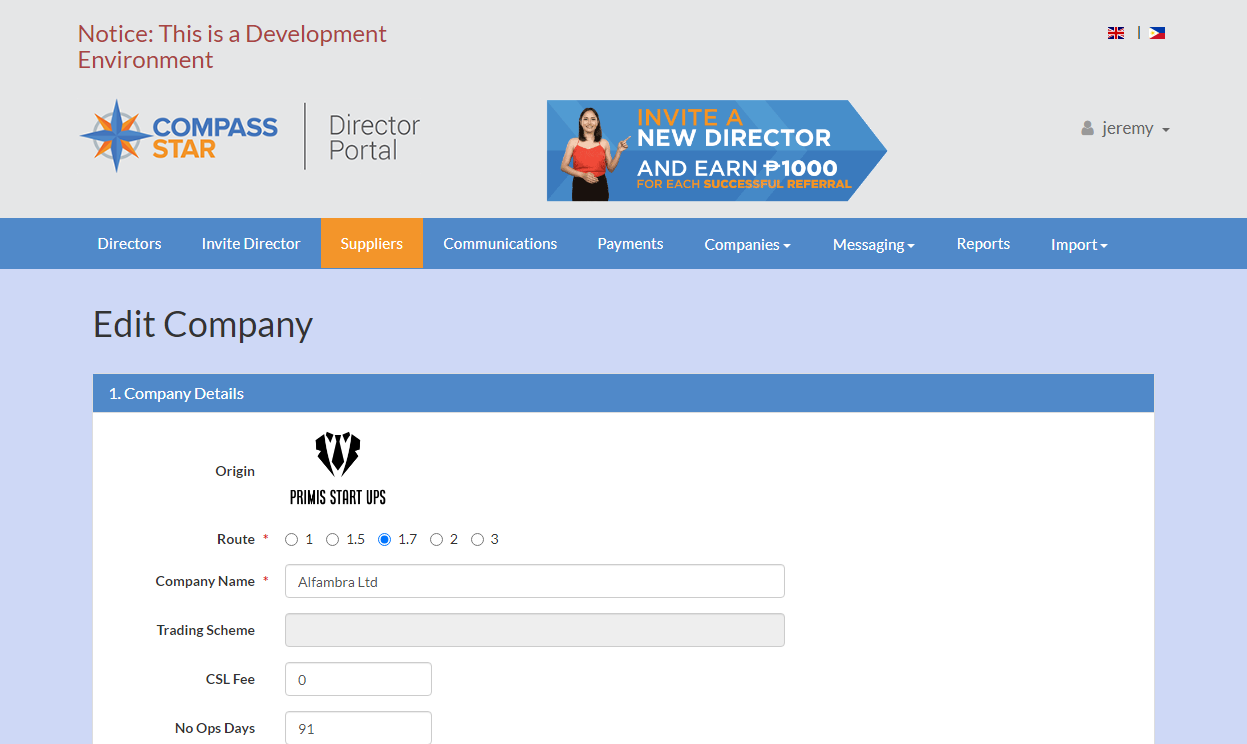 Notice: This is a Development
Environment
COMPASS
STAR
Director
Portal
INVITE A
NEW DIRECTOR
AND EARN ₱1000
FOR EACH SUCCESSFUL REFERRAL
jeremy
Directors Invite Director Suppliers Communications Payments Companies Messaging Reports Import
Edit Company
1. Company Details
Origin
PRIMIS START UPS
Route * 1 1.5 1.7 2 3
Company Name * Alfambra Ltd
Trading Scheme
CSL Fee 0
No Ops Days 91